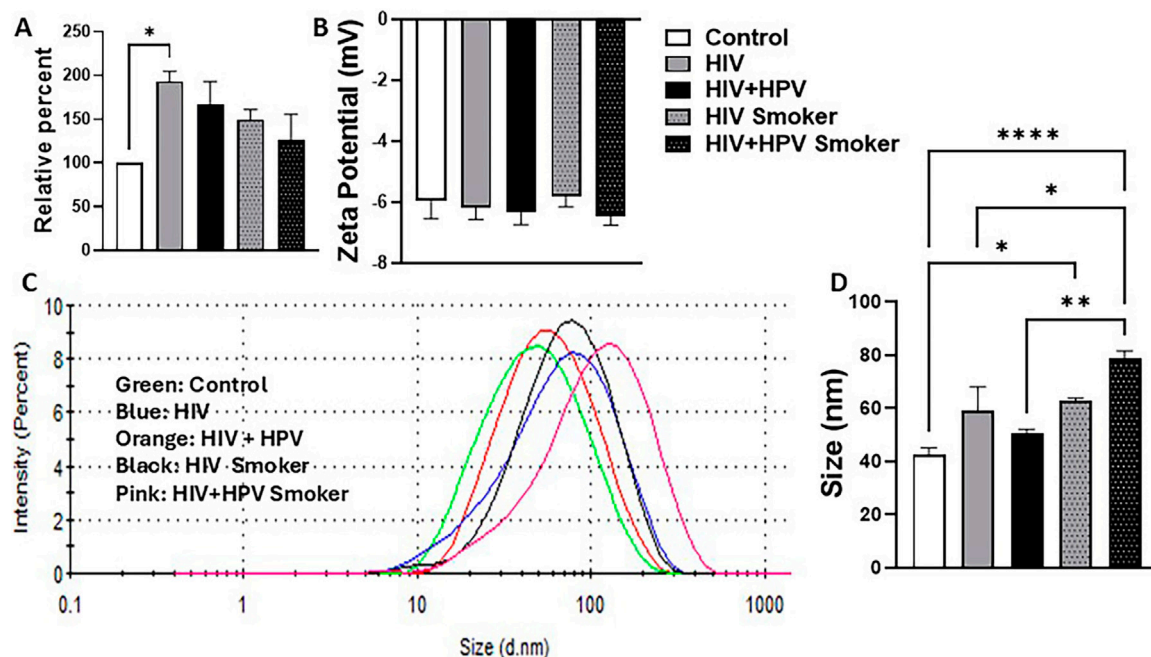 A
Relative percent
250
200
150
100
50
0
*
B
Zeta Potential (mV)
0
-2
-4
-6
-8
Control
HIV
HIV+HPV
HIV Smoker
HIV+HPV Smoker
C
Intensity (Percent)
10
8
6
4
2
0
Green: Control
Blue: HIV
Orange: HIV + HPV
Black: HIV Smoker
Pink: HIV+HPV Smoker
0.1
1
10
100
1000
Size (d.nm)
D
Size (nm)
100
80
60
40
20
0
****
*
*
**